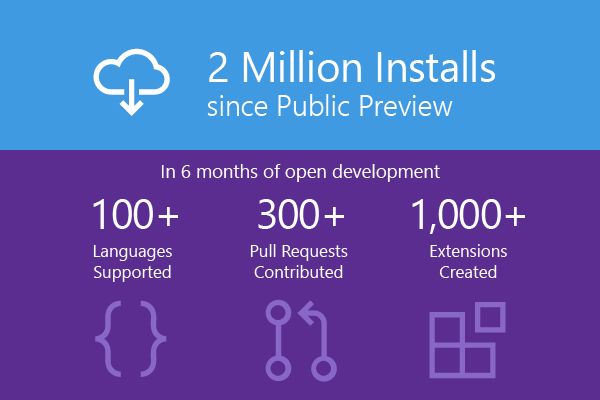 2 Million Installs
since Public Preview
In 6 months of open development
100+
Languages
Supported
300+
Pull Requests
Contributed
1,000+
Extensions
Created